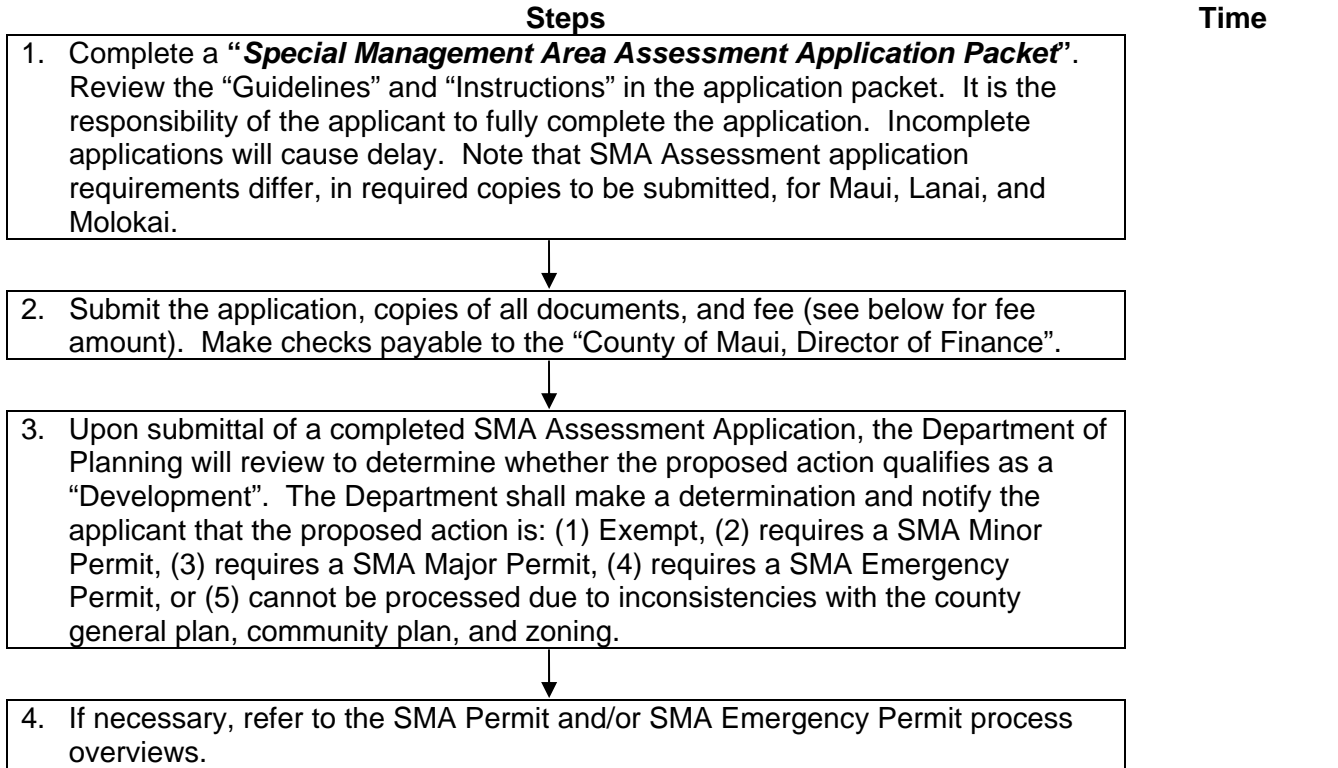 Steps Time
1. Complete a “Special Management Area Assessment Application Packet”.
Review the “Guidelines” and “Instructions” in the application packet. It is the
responsibility of the applicant to fully complete the application. Incomplete
applications will cause delay. Note that SMA Assessment application
requirements differ, in required copies to be submitted, for Maui, Lanai, and
Molokai.
2. Submit the application, copies of all documents, and fee (see below for fee
amount). Make checks payable to the “County of Maui, Director of Finance”.
3. Upon submittal of a completed SMA Assessment Application, the Department of
Planning will review to determine whether the proposed action qualifies as a
“Development”. The Department shall make a determination and notify the
applicant that the proposed action is: (1) Exempt, (2) requires a SMA Minor
Permit, (3) requires a SMA Major Permit, (4) requires a SMA Emergency
Permit, or (5) cannot be processed due to inconsistencies with the county
general plan, community plan, and zoning.
4. If necessary, refer to the SMA Permit and/or SMA Emergency Permit process
overviews.